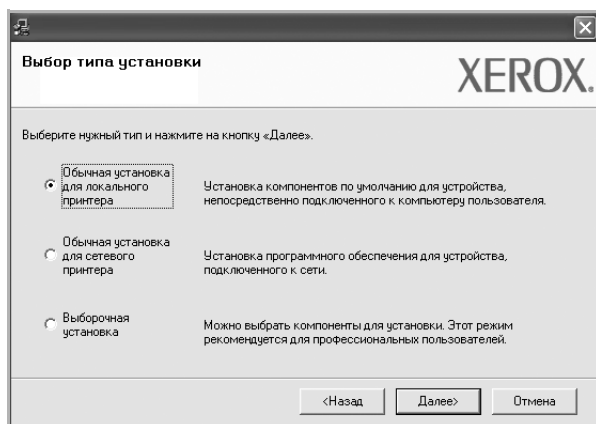 Выбор типа установки
XEROX.
Выберите нужный тип и нажмите на кнопку «Далее».
Обычная установка
для локального
принтера
Установка компонентов по умолчанию для устройства,
непосредственно подключенного к компьютеру пользователя.
Обычная установка
для сетевого
принтера
Установка программного обеспечения для устройства,
подключенного к сети.
Выборочная
установка
Можно выбрать компоненты для установки. Этот режим
рекомендуется для профессиональных пользователей.
<Назад
Далее>
Отмена